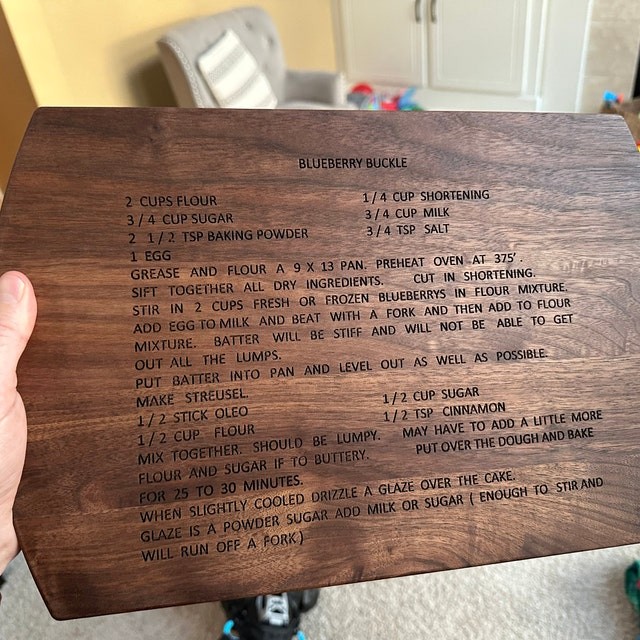 BLUEBERRY BUCKLE
2 CUPS FLOUR 1/4 CUP SHORTENING
3/4 CUP SUGAR 3/4 CUP MILK
2 1/2 TSP BAKING POWDER 3/4 TSP SALT
1 EGG
GREASE AND FLOUR A 9 X 13 PAN. PREHEAT OVEN AT 375'.
SIFT TOGETHER ALL DRY INGREDIENTS. CUT IN SHORTENING.
STIR IN 2 CUPS FRESH OR FROZEN BLUEBERRYS IN FLOUR MIXTURE.
ADD EGG TO MILK AND BEAT WITH A FORK AND THEN ADD TO FLOUR
MIXTURE. BATTER WILL BE STIFF AND WILL NOT BE ABLE TO GET
OUT ALL THE LUMPS.
PUT BATTER INTO PAN AND LEVEL OUT AS WELL AS POSSIBLE.
MAKE STREUSEL.
1/2 STICK OLEO 1/2 CUP SUGAR
1/2 CUP FLOUR 1/2 TSP CINNAMON
MIX TOGETHER. SHOULD BE LUMPY. MAY HAVE TO ADD A LITTLE MORE
FLOUR AND SUGAR IF TO BUTTERY. PUT OVER THE DOUGH AND BAKE
FOR 25 TO 30 MINUTES.
WHEN SLIGHTLY COOLED DRIZZLE A GLAZE OVER THE CAKE.
GLAZE IS A POWDER SUGAR ADD MILK OR SUGAR ( ENOUGH TO STIR AND
WILL RUN OFF A FORK)